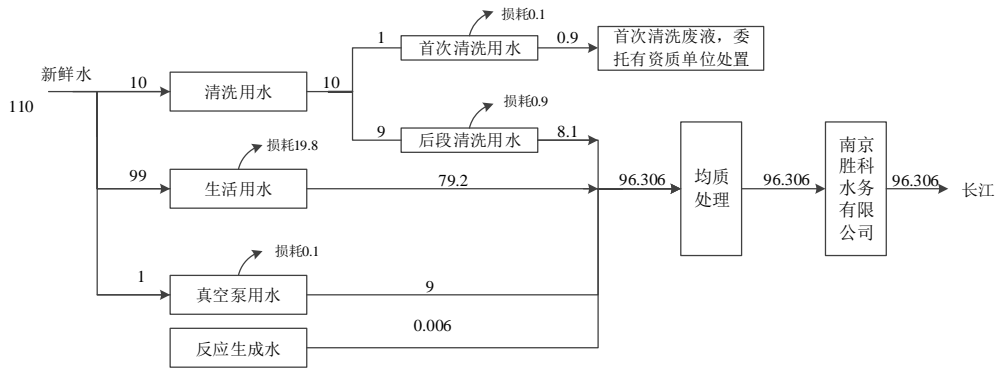 损耗0.1
1
首次清洗用水
0.9
首次清洗废液，委
托有资质单位处置
新鲜水
110
10
清洗用水
10
损耗0.9
9
后段清洗用水
8.1
损耗19.8
99
生活用水
79.2
96.306
均质
处理
96.306
南京
胜科
水务
有限
公司
96.306
长江
损耗0.1
1
真空泵用水
9
0.006
反应生成水